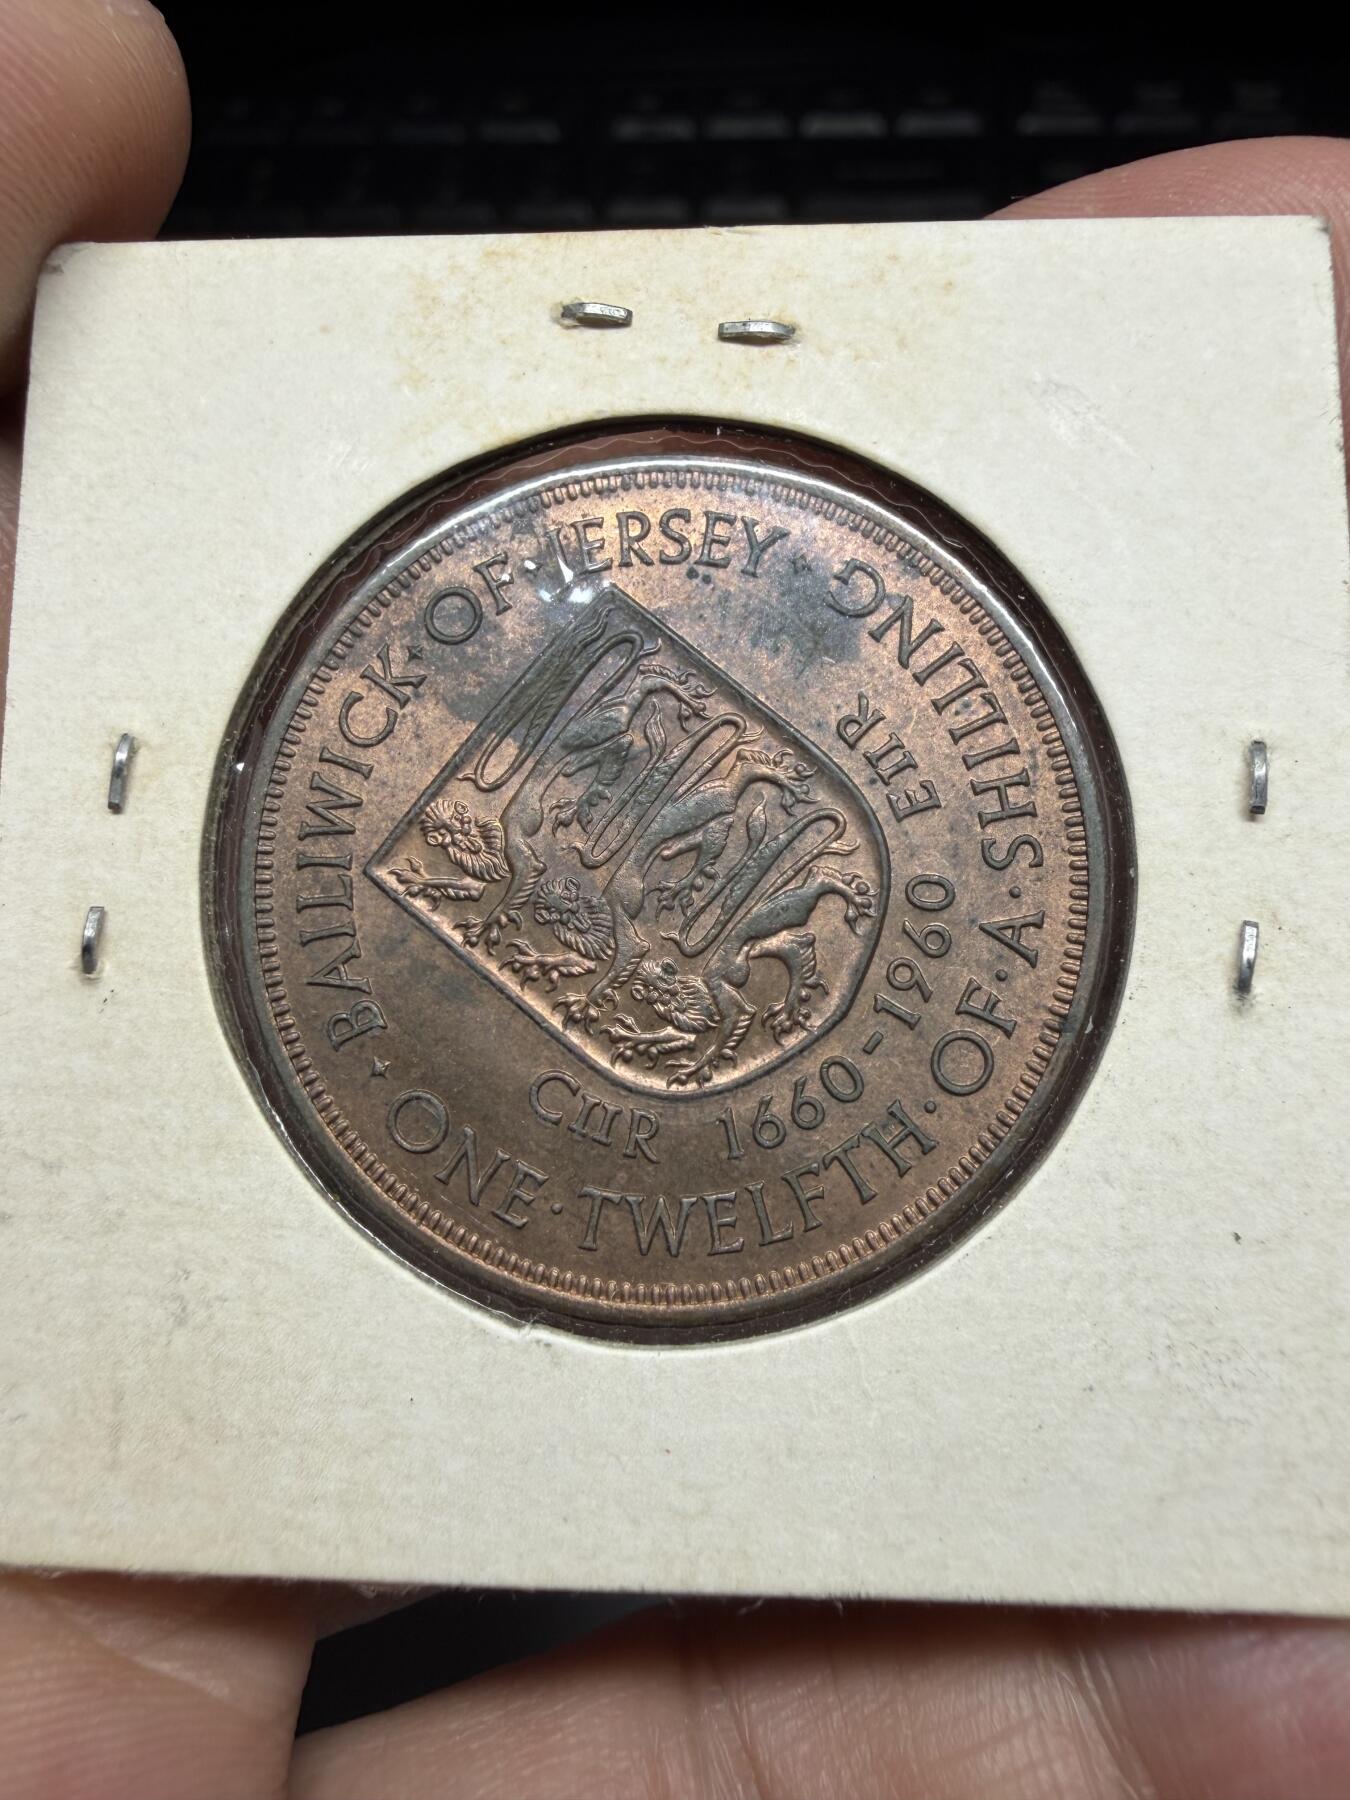 BAILIWICK · OF · JERSEY
ONE · TWELFTH · OF · A · SHILLING
CIIR 1660-1960 EIIR